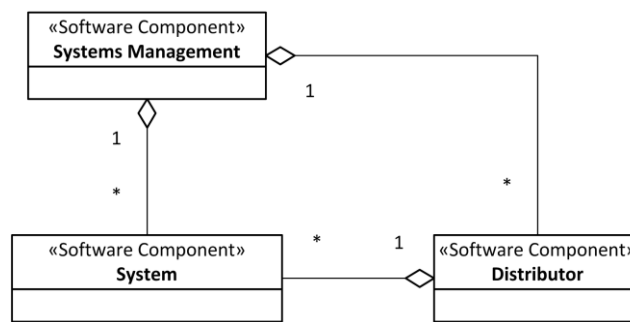 «Software Component»
Systems Management
1
1
*
*
«Software Component»
System
*
1
«Software Component»
Distributor